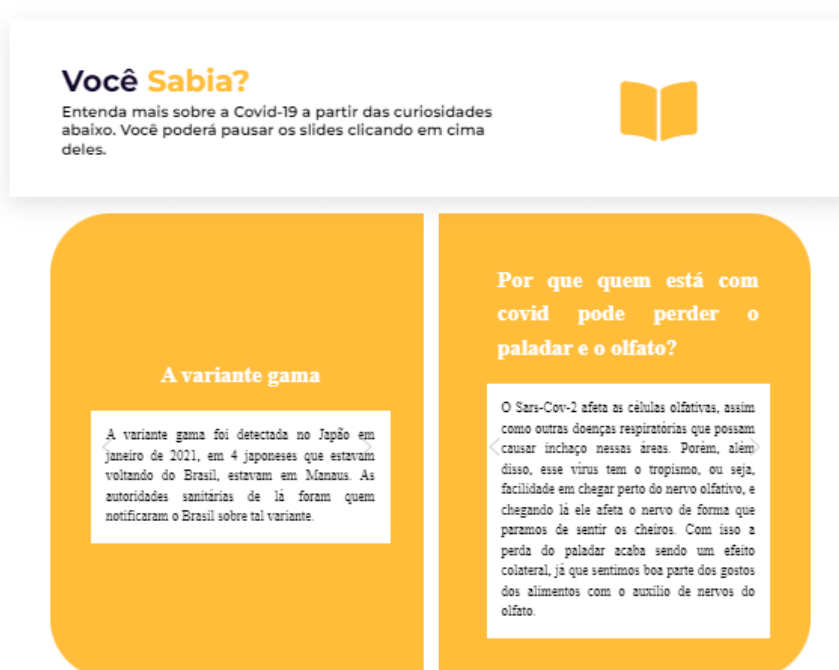 Você Sabia?
Entenda mais sobre a Covid-19 a partir das curiosidades
abaixo. Você poderá pausar os slides clicando em cima
deles.
A variante gama
A variante gama foi detectada no Japão em
janeiro de 2021, em 4 japoneses que estavam
voltando do Brasil, estavam em Manaus. As
autoridades sanitárias de lá foram quem
notificaram o Brasil sobre tal variante.
Por que quem está com
covid pode perder o
paladar e o olfato?
O Sars-Cov-2 afeta as células olfativas, assim
como outras doenças respiratórias que possam
causar inchaço nessas áreas. Porém, além
disso, esse vírus tem o tropismo, ou seja,
facilidade em chegar perto do nervo olfativo, e
chegando lá ele afeta o nervo de forma que
paramos de sentir os cheiros. Com isso a
perda do paladar acaba sendo um efeito
colateral, já que sentimos boa parte dos gostos
dos alimentos com o auxílio de nervos do
olfato.